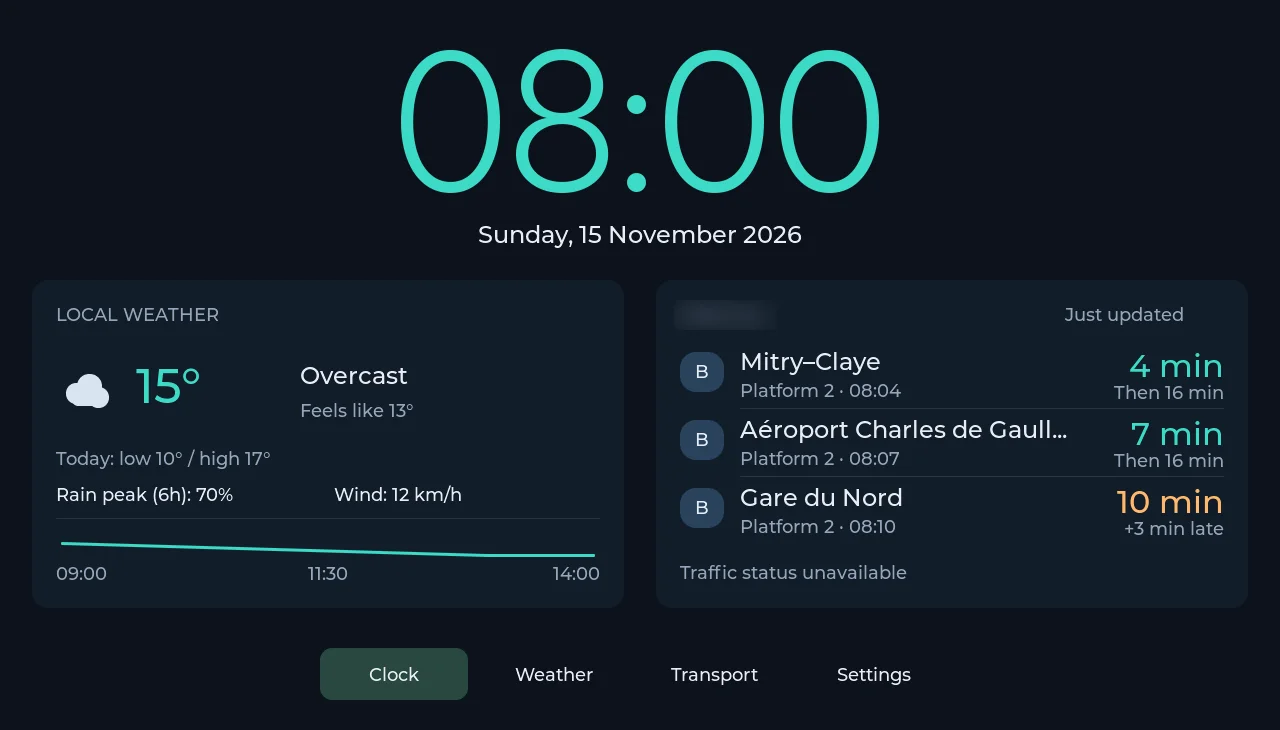 08:00
Sunday, 15 November 2026
LOCAL WEATHER
15°
Overcast
Feels like 13°
Today: low 10° / high 17°
Rain peak (6h): 70%
Wind: 12 km/h
09:00
11:30
14:00
Just updated
B
Mitry–Claye
4 min
Platform 2 · 08:04
Then 16 min
B
Aéroport Charles de Gaull...
7 min
Platform 2 · 08:07
Then 16 min
B
Gare du Nord
10 min
Platform 2 · 08:10
+3 min late
Traffic status unavailable
Clock
Weather
Transport
Settings